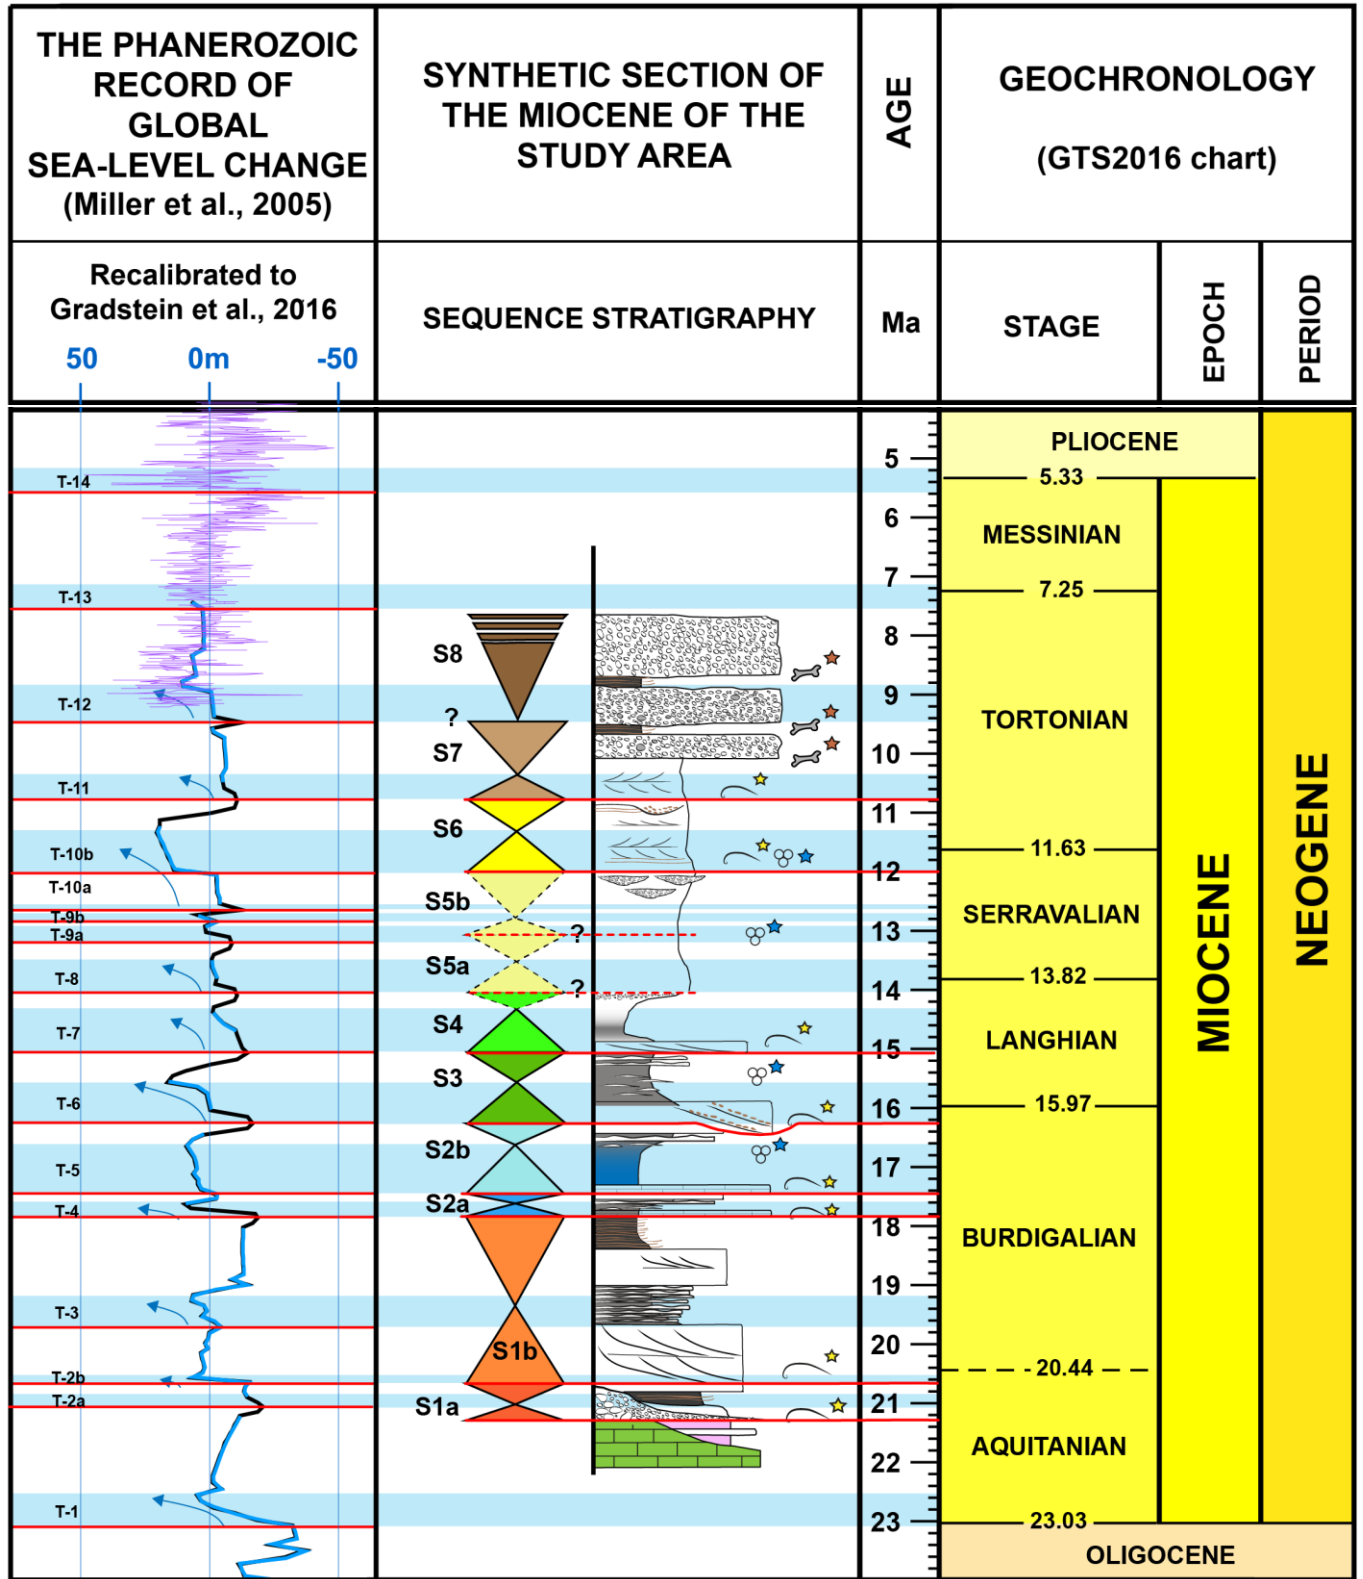 THE PHANEROZOIC
RECORD OF
GLOBAL
SEA-LEVEL CHANGE
(Miller et al., 2005)
SYNTHETIC SECTION OF
THE MIOCENE OF THE
STUDY AREA
AGE
GEOCHRONOLOGY
(GTS2016 chart)
Recalibrated to
Gradstein et al., 2016
50 0m -50
SEQUENCE STRATIGRAPHY
Ma
STAGE
EPOCH
PERIOD
T-14
T-13
T-12
T-11
T-10b
T-10a
T-9b
T-9a
T-8
T-7
T-6
T-5
T-4
T-3
T-2b
T-2a
T-1
S8
?
S7
S6
S5b
?
S5a
?
S4
S3
S2b
S2a
S1b
S1a
5
6
7
8
9
10
11
12
13
14
15
16
17
18
19
20
21
22
23
PLIOCENE
5.33
MESSINIAN
7.25
TORTONIAN
11.63
SERRAVALIAN
13.82
LANGHIAN
15.97
BURDIGALIAN
20.44
AQUITANIAN
23.03
OLIGOCENE
MIOCENE
NEOGENE